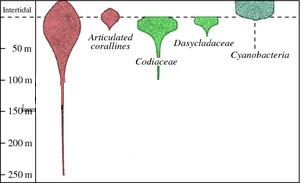 Intertidal
50 m
100 m
150 m
200 m
250 m
Articulated
corallines
Codiaceae
Dasycladaceae
Cyanobacteria